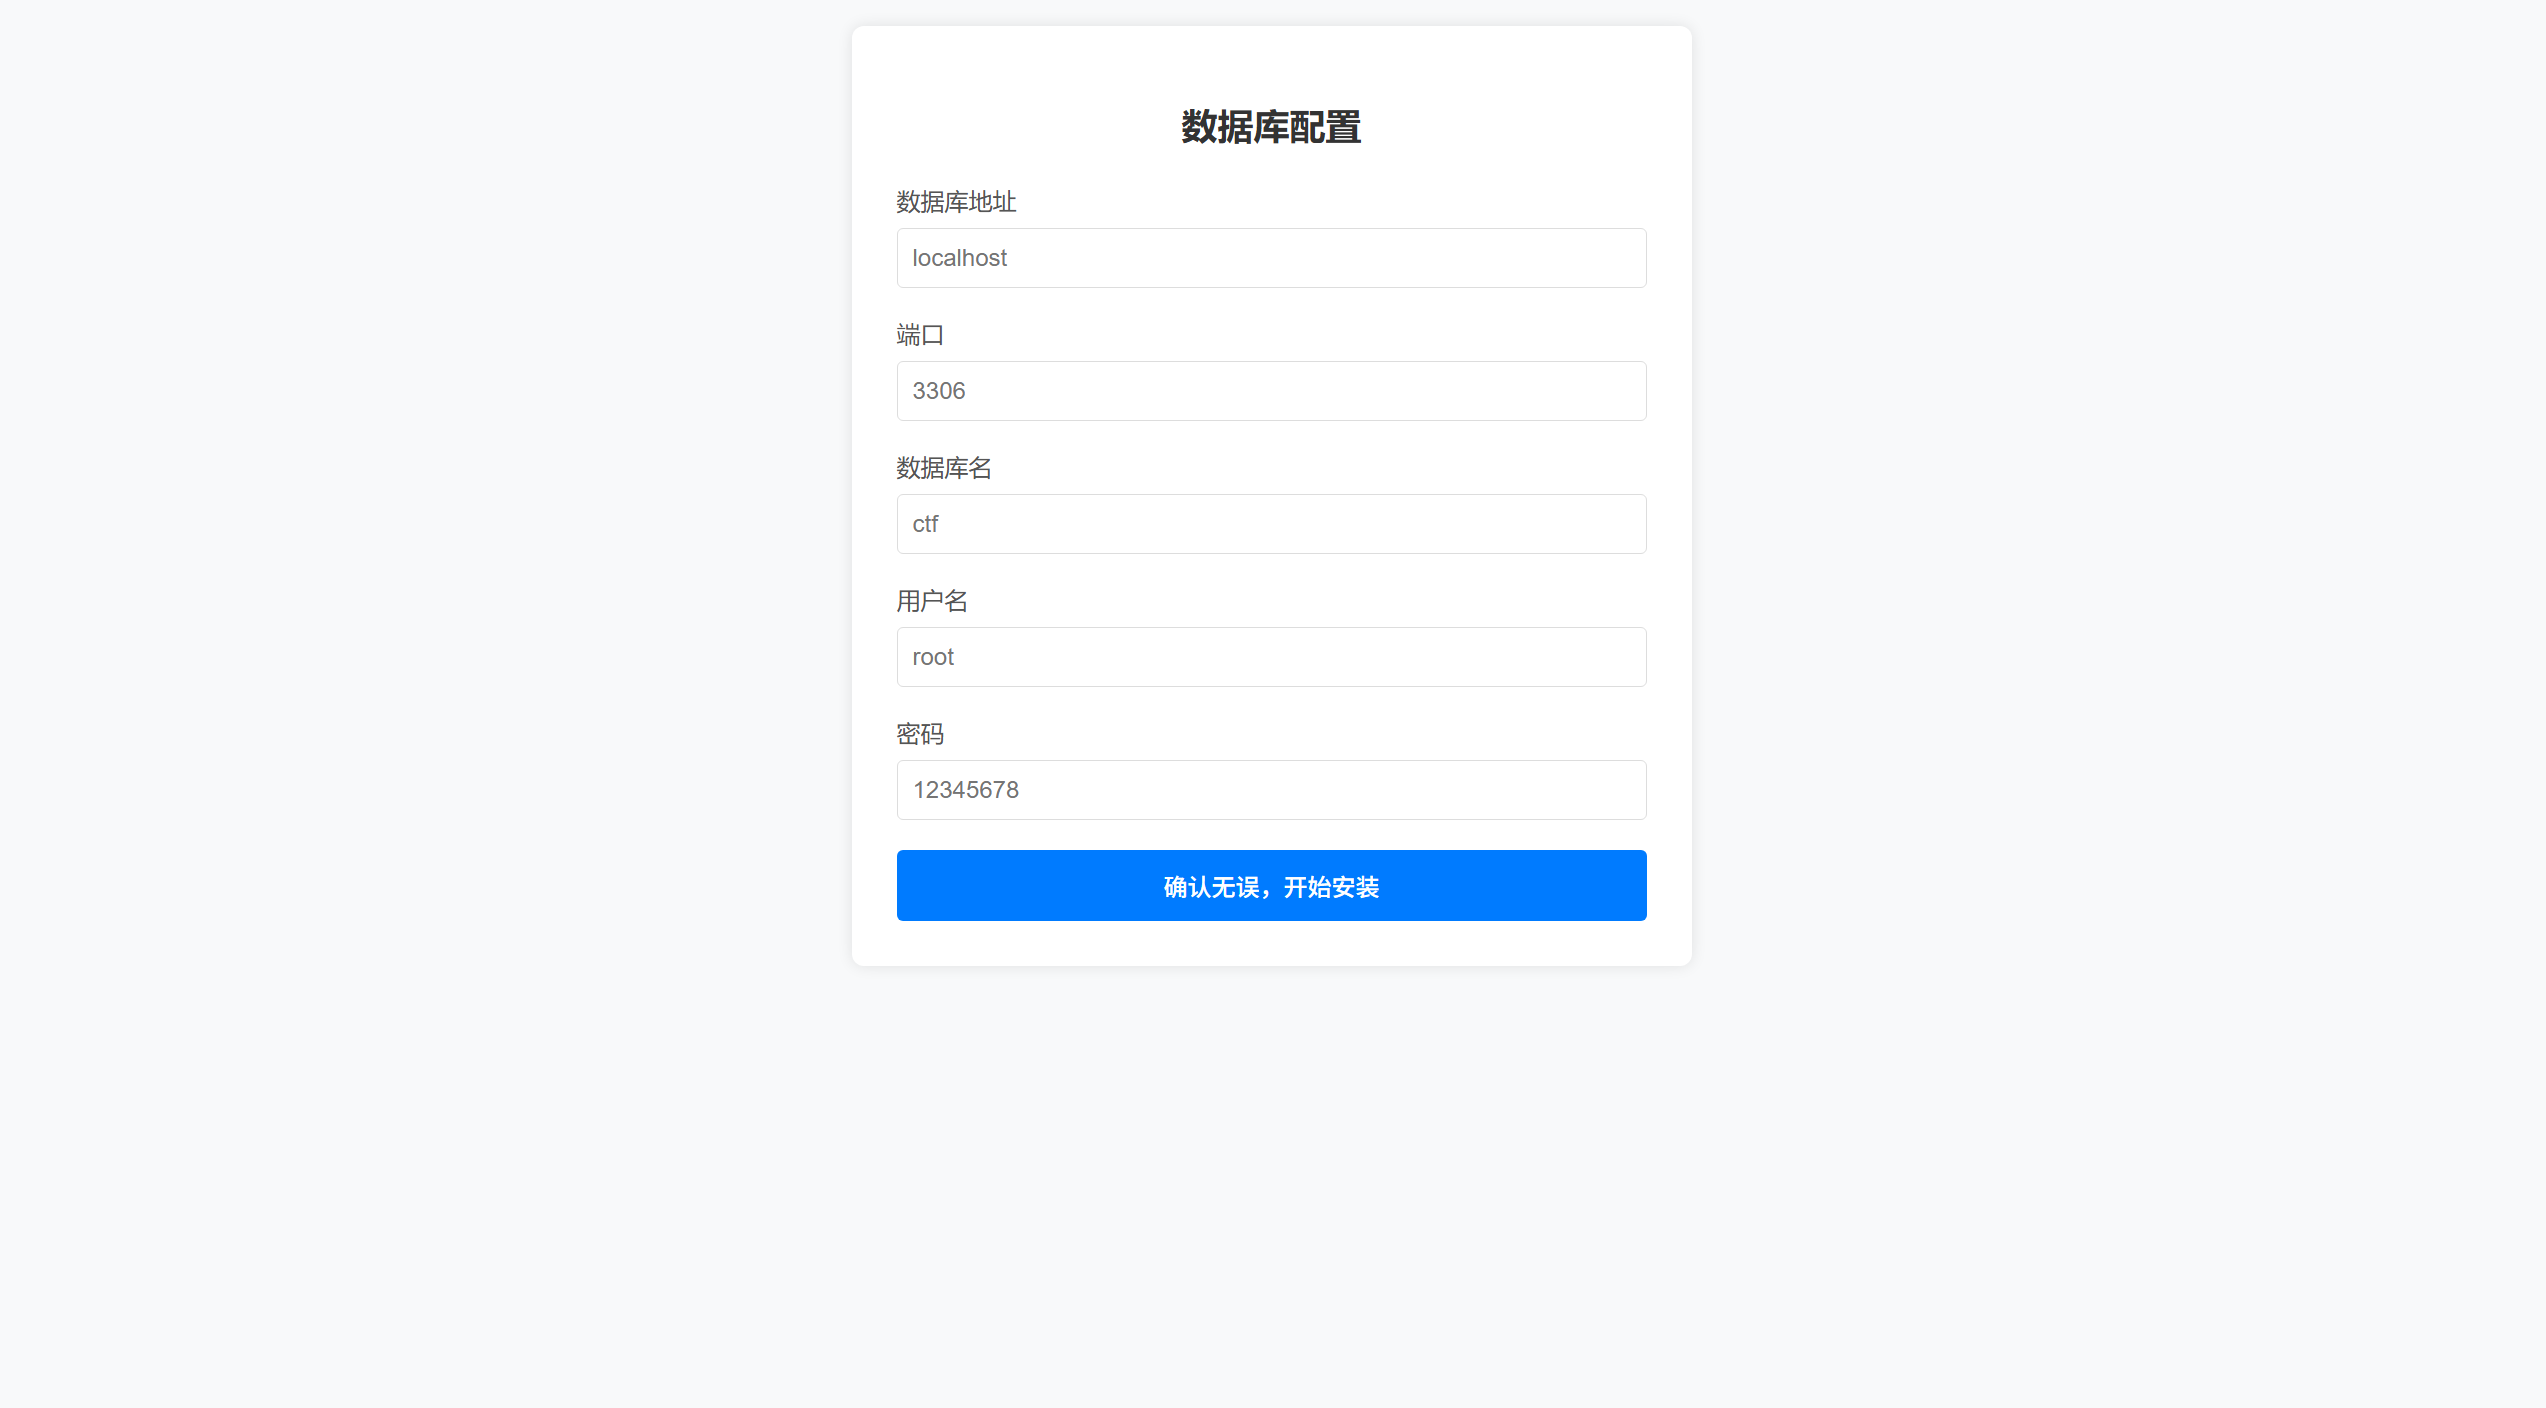 数据库配置
数据库地址
localhost
端口
3306
数据库名
ctf
用户名
root
密码
12345678
确认无误，开始安装